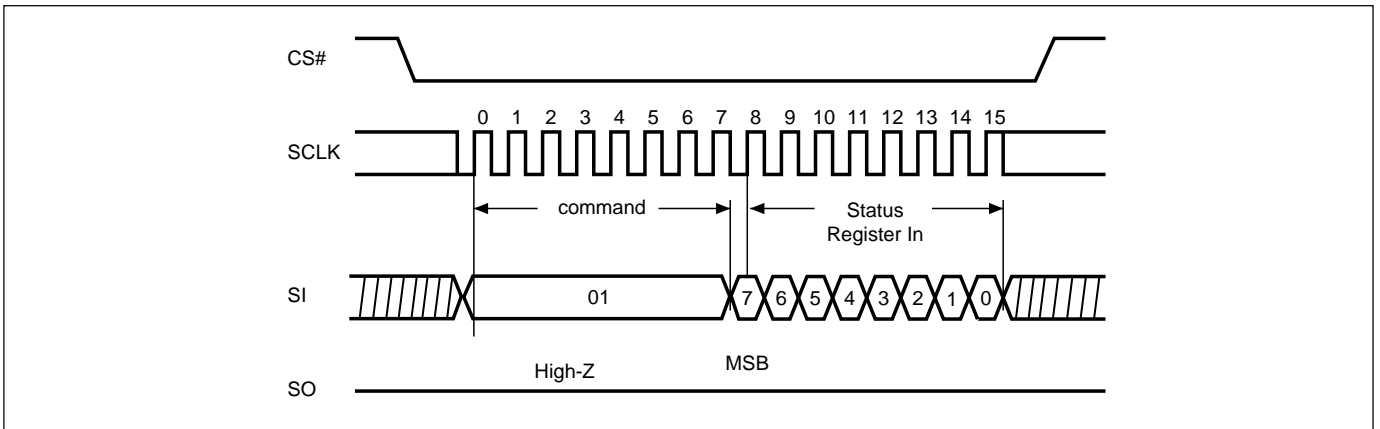 CS#
0 1 2 3 4 5 6 7 8 9 10 11 12 13 14 15
SCLK
command
Status
Register In
SI
01
7 6 5 4 3 2 1 0
High-Z
MSB
SO